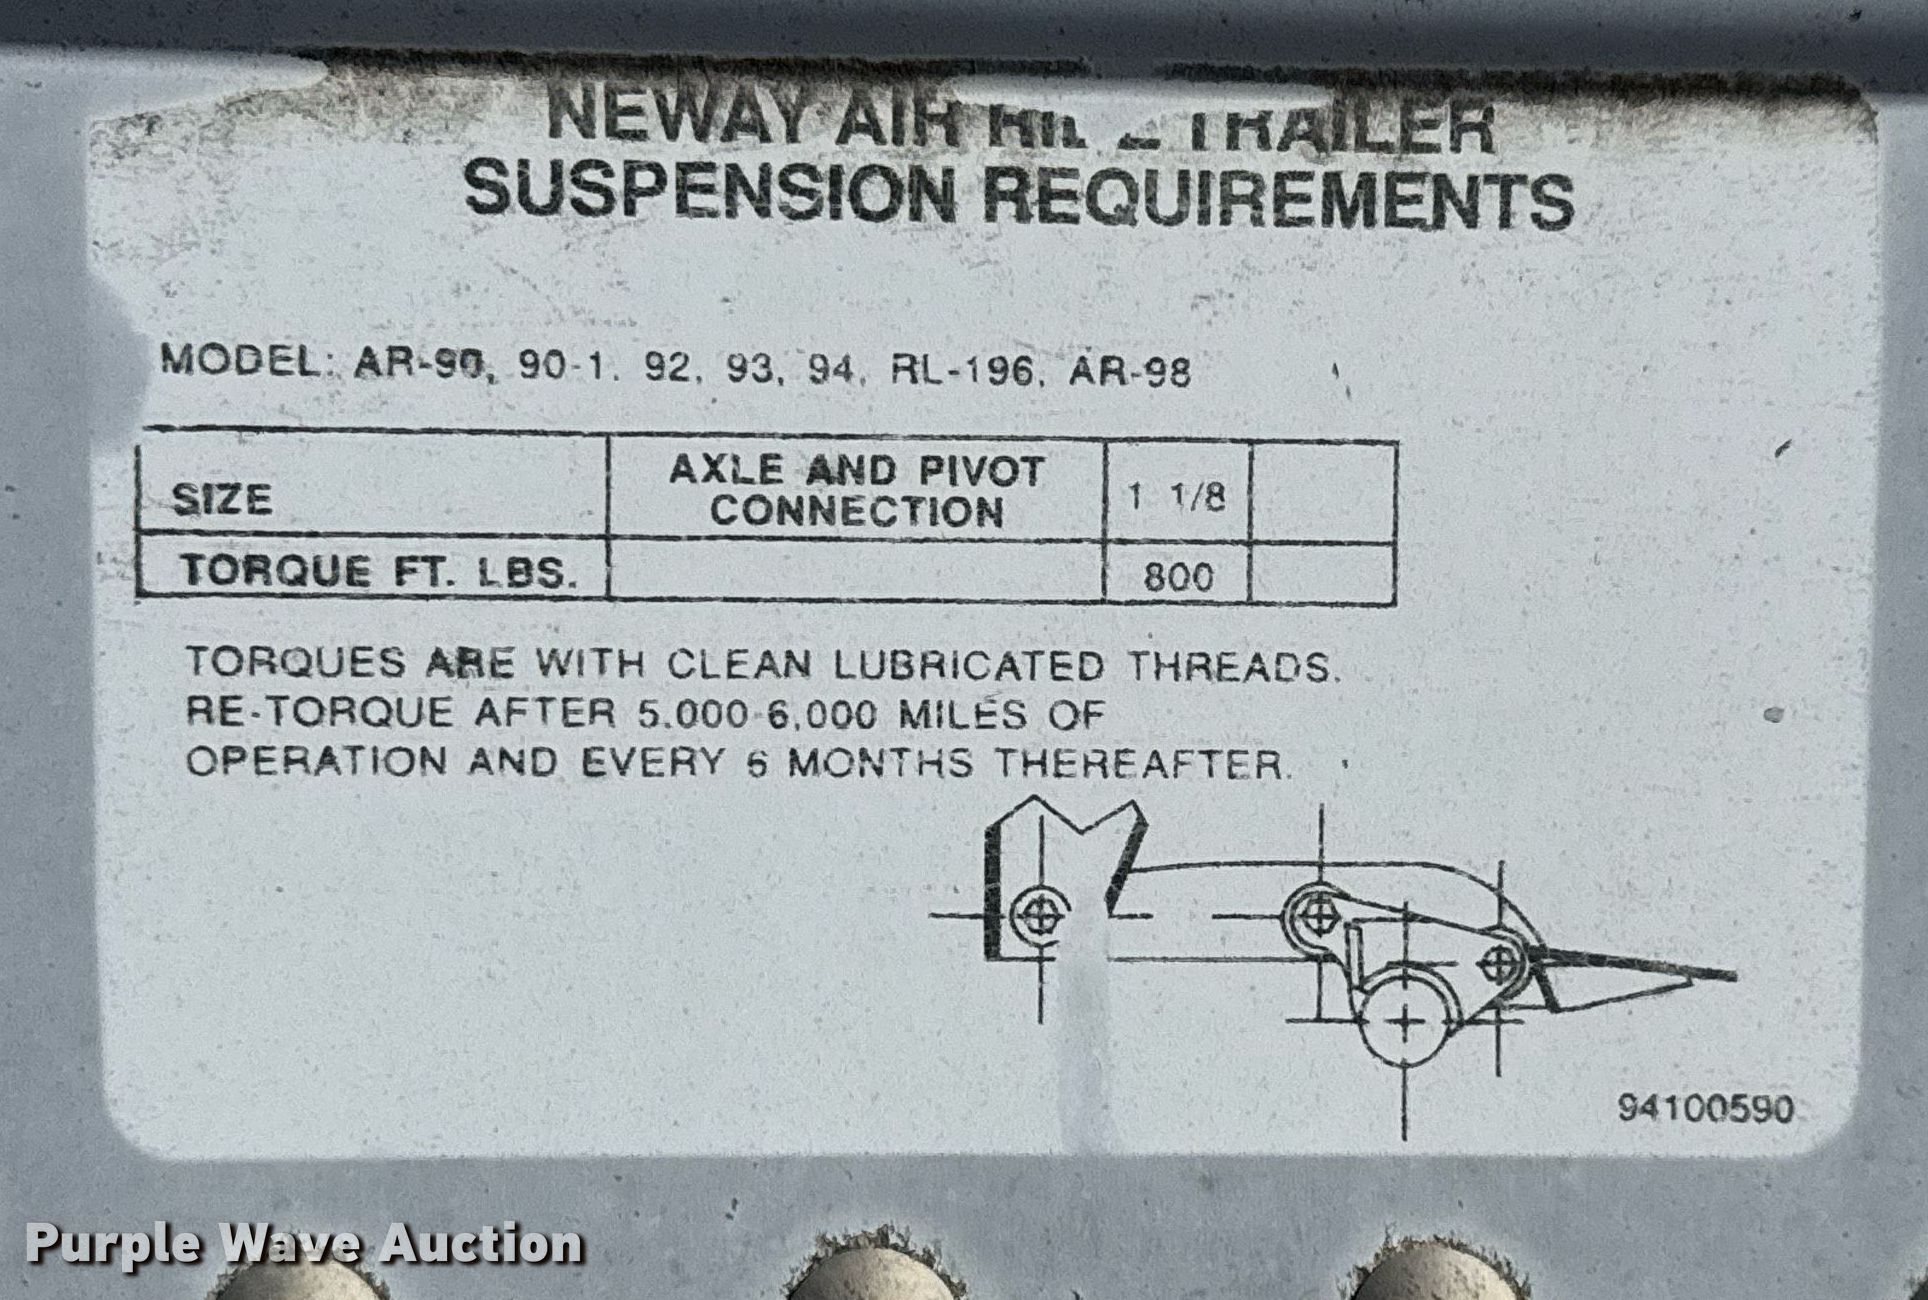 NEWAY AIR RIDE TRAILER
SUSPENSION REQUIREMENTS
MODEL: AR-90, 90-1. 92, 93, 94, RL-196, AR-98
SIZE AXLE AND PIVOT CONNECTION 1 1/8
TORQUE FT. LBS. 800
TORQUES ARE WITH CLEAN LUBRICATED THREADS.
RE-TORQUE AFTER 5,000-6,000 MILES OF
OPERATION AND EVERY 6 MONTHS THEREAFTER.
94100590
Purple Wave Auction